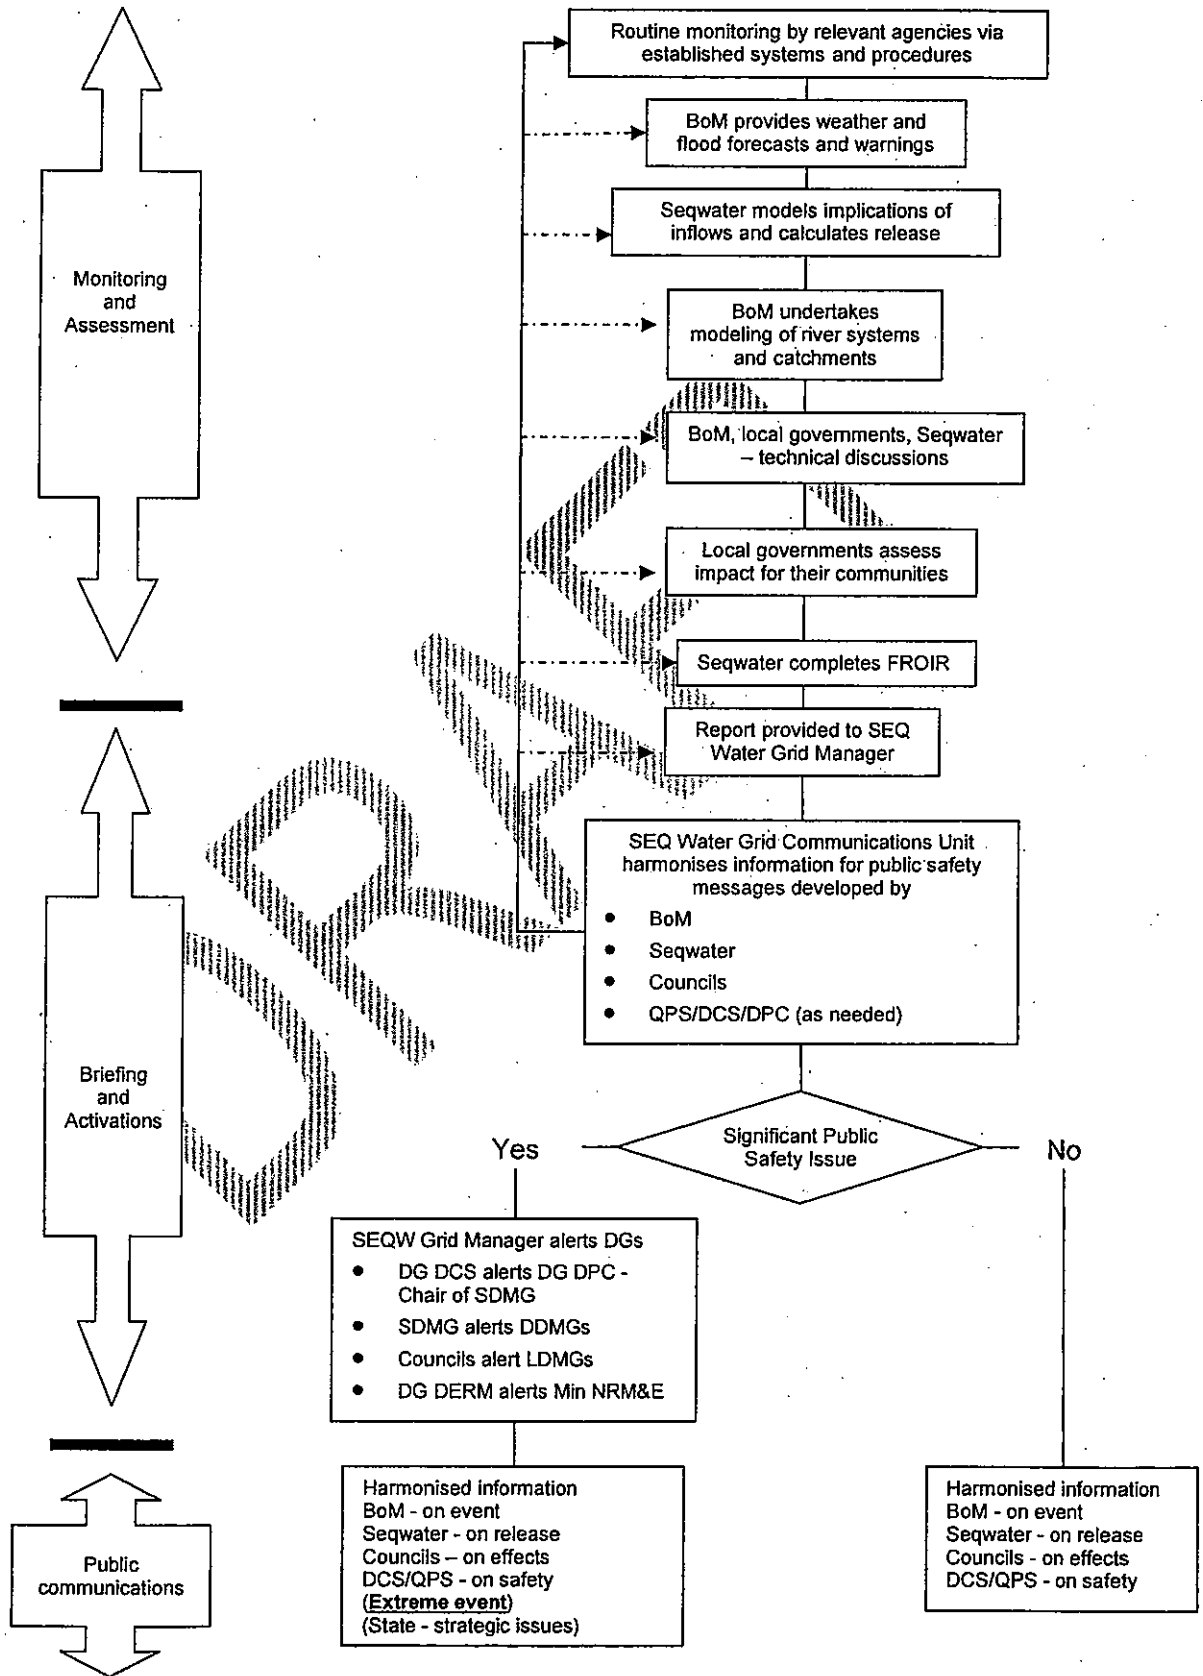 Routine monitoring by relevant agencies via
established systems and procedures
BoM provides weather and
flood forecasts and warnings
Seqwater models implications of
inflows and calculates release
Monitoring
and
Assessment
BoM undertakes
modeling of river systems
and catchments
BoM, local governments, Seqwater
– technical discussions
Local governments assess
impact for their communities
Seqwater completes FROIR
Report provided to SEQ
Water Grid Manager
SEQ Water Grid Communications Unit
harmonises information for public safety
messages developed by
● BoM
● Seqwater
● Councils
● QPS/DCS/DPC (as needed)
Briefing
and
Activations
Significant Public
Safety Issue
Yes
No
SEQW Grid Manager alerts DGs
● DG DCS alerts DG DPC -
Chair of SDMG
● SDMG alerts DDMGs
● Councils alert LDMGs
● DG DERM alerts Min NRM&E
Public
communications
Harmonised information
BoM - on event
Seqwater - on release
Councils – on effects
DCS/QPS - on safety
(Extreme event)
(State - strategic issues)
Harmonised information
BoM - on event
Seqwater - on release
Councils - on effects
DCS/QPS - on safety
DRAFT